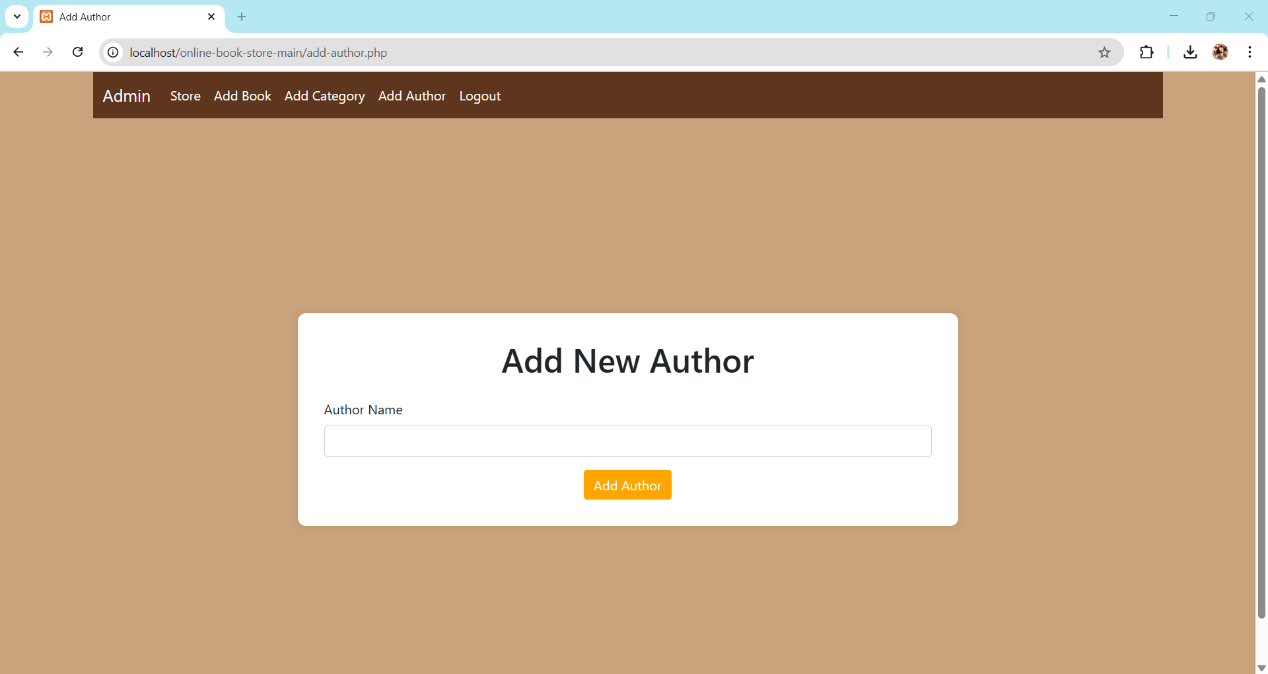 Add Author
localhost/online-book-store-main/add-author.php
Admin Store Add Book Add Category Add Author Logout
Add New Author
Author Name
Add Author